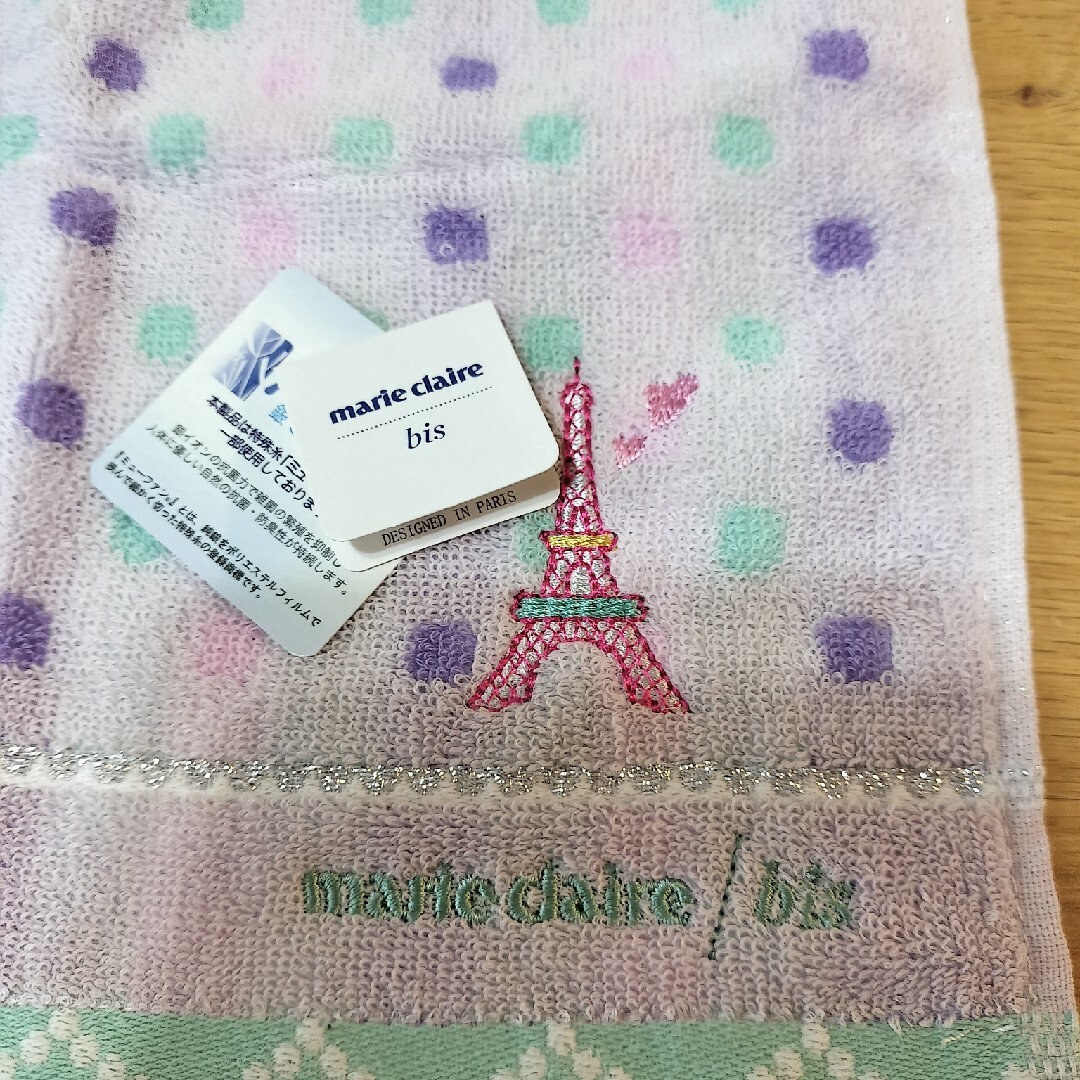 marie claire
bis
DESIGNED IN PARIS
本製品は特殊糸「ミュ
一部使用しておりま
銀イオンの抗菌力で雑菌の繁殖を抑制し
人体に優しい自然の抗菌・防臭性が持続します。
『ミューファン』とは、純銀をポリエステルフィルムで
挟んで細かく切った特殊糸の登録商標です。
marie claire / bis